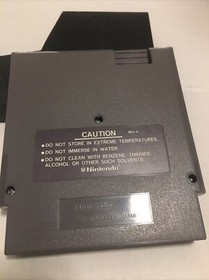 CAUTION
REV-A
• DO NOT STORE IN EXTREME TEMPERATURES.
• DO NOT IMMERSE IN WATER.
• DO NOT CLEAN WITH BENZENE, THINNER,
ALCOHOL OR OTHER SUCH SOLVENTS.
®Nintendo